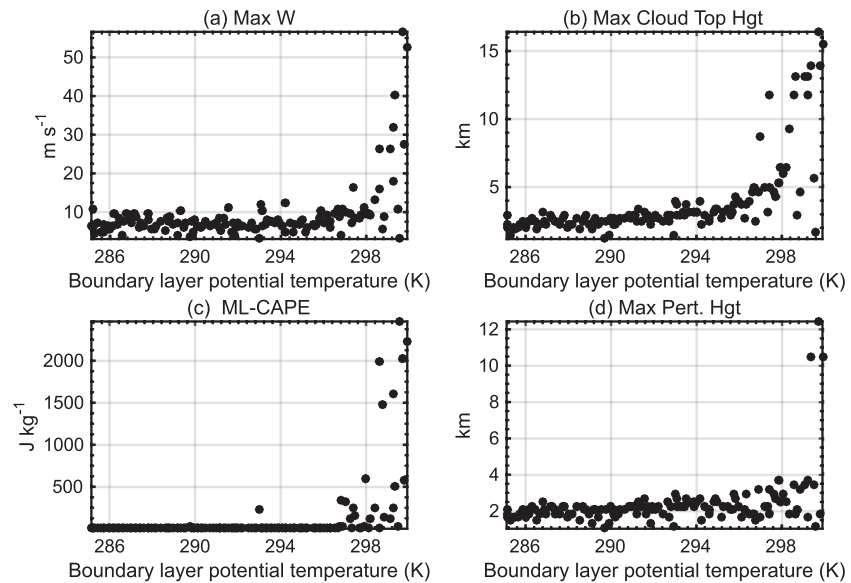 (a) Max W
50
40
30
20
10
m s⁻¹
286 290 294 298
Boundary layer potential temperature (K)
(b) Max Cloud Top Hgt
15
10
5
km
286 290 294 298
Boundary layer potential temperature (K)
(c) ML-CAPE
2000
1500
1000
500
J kg⁻¹
286 290 294 298
Boundary layer potential temperature (K)
(d) Max Pert. Hgt
12
10
8
6
4
2
km
286 290 294 298
Boundary layer potential temperature (K)